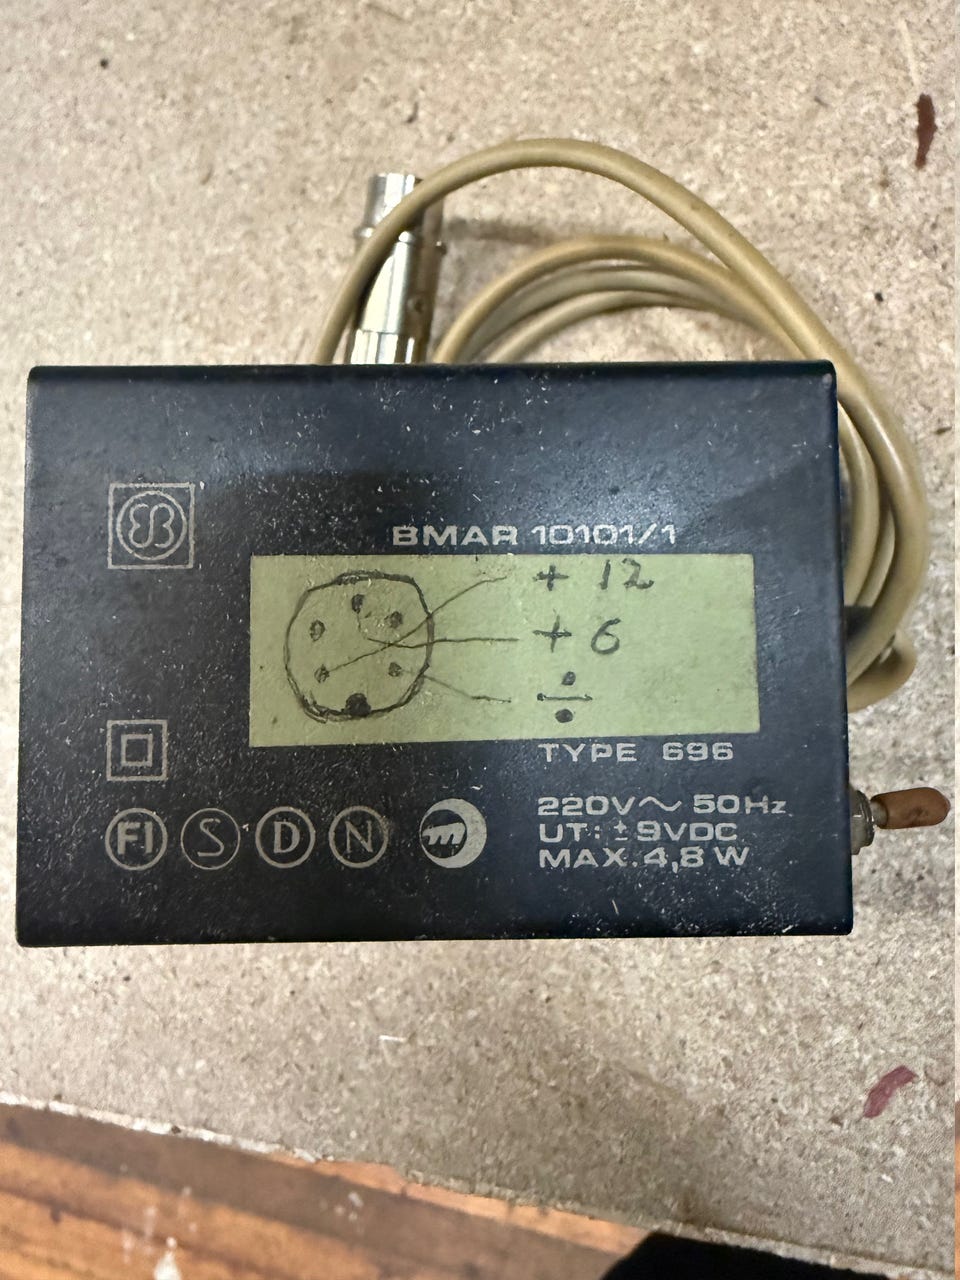 BMAR 10101/1
+ 12
+ 6
÷
TYPE 696
220V~ 50Hz
UT: ±9VDC
MAX. 4,8 W
FI S D N m